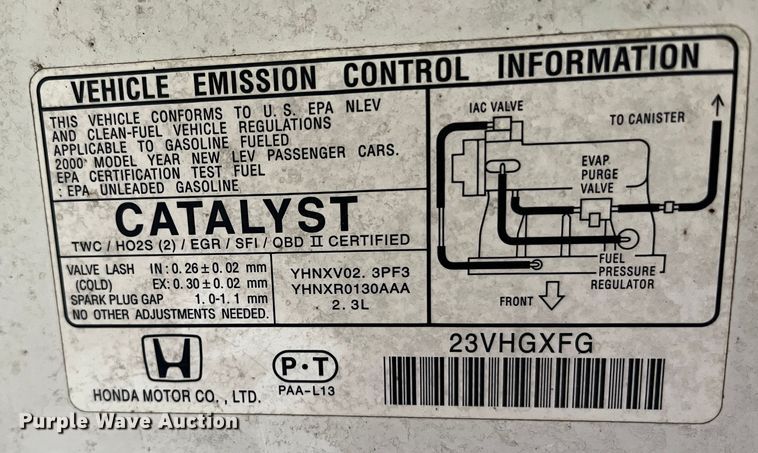 VEHICLE EMISSION CONTROL INFORMATION
THIS VEHICLE CONFORMS TO U.S. EPA NLEV
AND CLEAN-FUEL VEHICLE REGULATIONS
APPLICABLE TO GASOLINE FUELED
2000 MODEL YEAR NEW LEV PASSENGER CARS.
EPA CERTIFICATION TEST FUEL
: EPA UNLEADED GASOLINE
CATALYST
TWC / HO2S (2) / EGR / SFI / OBD II CERTIFIED
VALVE LASH IN: 0.26 ± 0.02 mm
(COLD) EX: 0.30 ± 0.02 mm
SPARK PLUG GAP 1.0-1.1 mm
NO OTHER ADJUSTMENTS NEEDED.
YHNXV02.3PF3
YHNXR0130AAA
2.3L
IAC VALVE
TO CANISTER
EVAP
PURGE
VALVE
FUEL
PRESSURE
REGULATOR
FRONT
HONDA MOTOR CO., LTD.
P·T
PAA-L13
23VHGXFG
Purple Wave Auction